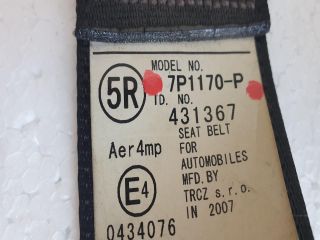 MODEL NO.
5R 7P1170-P
ID. NO.
431367
SEAT BELT
Aer4mp FOR
AUTOMOBILES
E4 MFD.BY
TRCZ s.r.o.
IN 2007
0434076